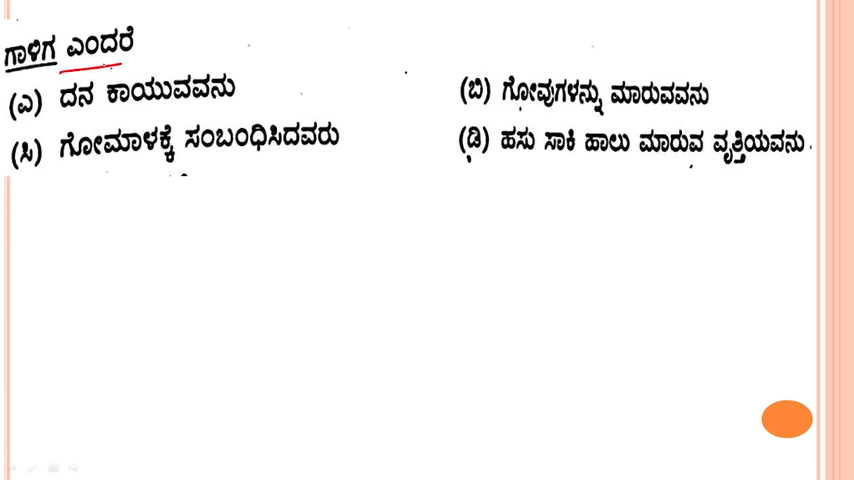 ಗಾಳಿಗ ಎಂದರೆ
(ಎ) ದನ ಕಾಯುವವನು
(ಬಿ) ಗೋವುಗಳನ್ನು ಮಾರುವವನು
(ಸಿ) ಗೋಮಾಳಕ್ಕೆ ಸಂಬಂಧಿಸಿದವರು
(ಡಿ) ಹಸು ಸಾಕಿ ಹಾಲು ಮಾರುವ ವೃತ್ತಿಯವನು.